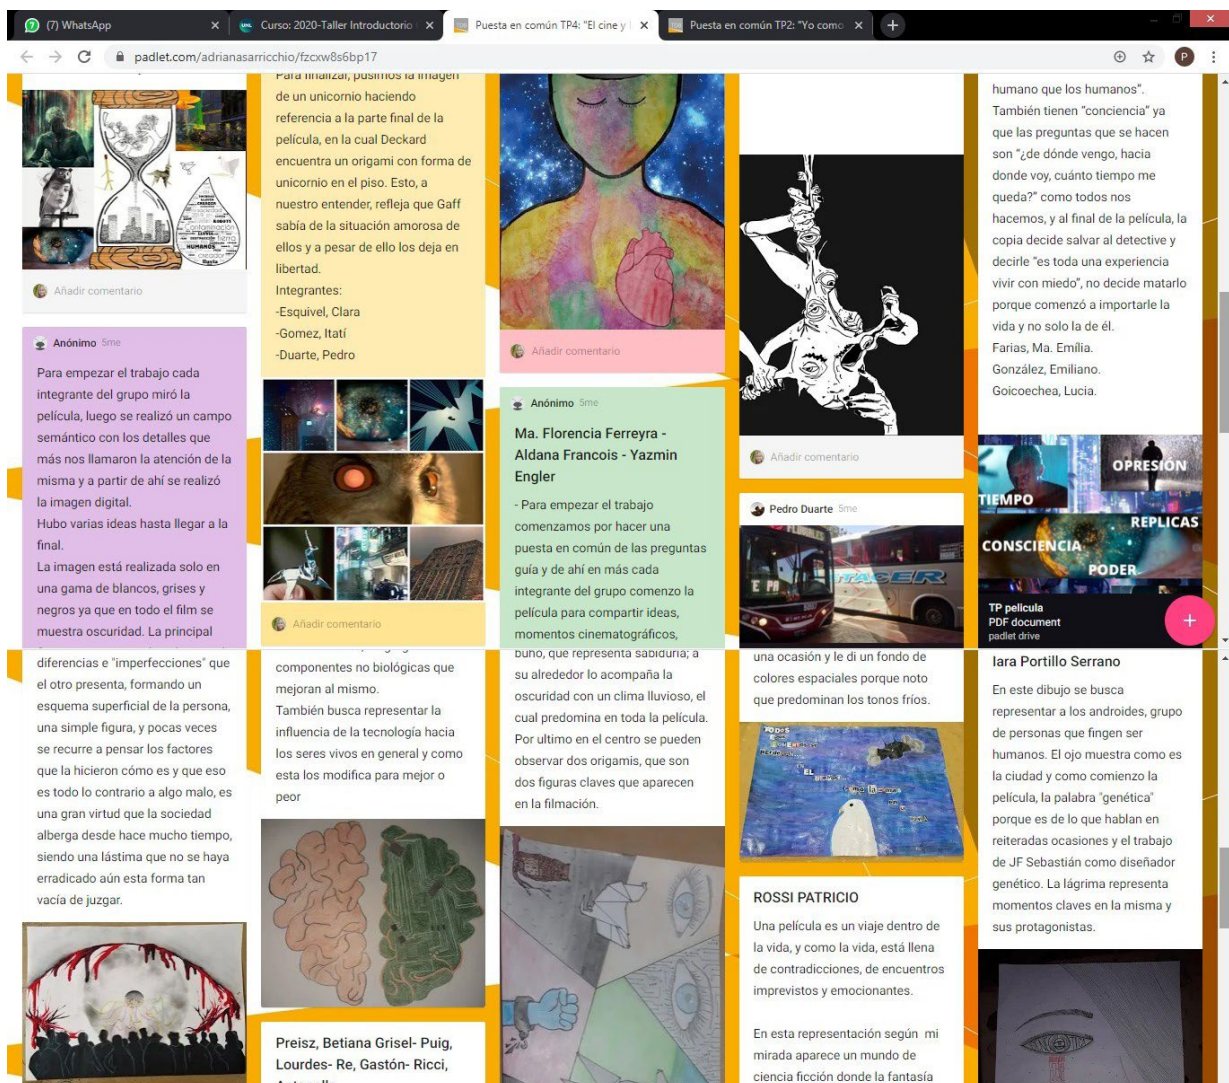 (7) WhatsApp
Curso: 2020-Taller Introductorio
Puesta en común TP4: "El cine y l
Puesta en común TP2: "Yo como
padlet.com/adrianasarricchio/fzcxw8s6bp17
P
Contaminación
HUMANOS
creador
lluvia
Añadir comentario
Anónimo 5me
Para empezar el trabajo cada
integrante del grupo miró la
película, luego se realizó un campo
semántico con los detalles que
más nos llamaron la atención de la
misma y a partir de ahí se realizó
la imagen digital.
Hubo varias ideas hasta llegar a la
final.
La imagen está realizada solo en
una gama de blancos, grises y
negros ya que en todo el film se
muestra oscuridad. La principal
Para finalizar, pusimos la imagen
de un unicornio haciendo
referencia a la parte final de la
película, en la cual Deckard
encuentra un origami con forma de
unicornio en el piso. Esto, a
nuestro entender, refleja que Gaff
sabía de la situación amorosa de
ellos y a pesar de ello los deja en
libertad.
Integrantes:
-Esquivel, Clara
-Gomez, Itatí
-Duarte, Pedro
Añadir comentario
Añadir comentario
Anónimo 5me
Ma. Florencia Ferreyra -
Aldana Francois - Yazmin
Engler
- Para empezar el trabajo
comenzamos por hacer una
puesta en común de las preguntas
guía y de ahí en más cada
integrante del grupo comenzo la
película para compartir ideas,
momentos cinematográficos,
Añadir comentario
Pedro Duarte 5me
FLUVIALES
TE PA
STACER
humano que los humanos".
También tienen "conciencia" ya
que las preguntas que se hacen
son "¿de dónde vengo, hacia
donde voy, cuánto tiempo me
queda?" como todos nos
hacemos, y al final de la película, la
copia decide salvar al detective y
decirle "es toda una experiencia
vivir con miedo", no decide matarlo
porque comenzó a importarle la
vida y no solo la de él.
Farias, Ma. Emília.
González, Emiliano.
Goicoechea, Lucia.
OPRESIÓN
TIEMPO
REPLICAS
CONSCIENCIA
PODER
TP pelicula
PDF document
padlet drive
diferencias e "imperfecciones" que
el otro presenta, formando un
esquema superficial de la persona,
una simple figura, y pocas veces
se recurre a pensar los factores
que la hicieron cómo es y que eso
es todo lo contrario a algo malo, es
una gran virtud que la sociedad
alberga desde hace mucho tiempo,
siendo una lástima que no se haya
erradicado aún esta forma tan
vacía de juzgar.
componentes no biológicas que
mejoran al mismo.
También busca representar la
influencia de la tecnología hacia
los seres vivos en general y como
esta los modifica para mejor o
peor
Preisz, Betiana Grisel- Puig,
Lourdes- Re, Gastón- Ricci,
búho, que representa sabiduría; a
su alrededor lo acompaña la
oscuridad con un clima lluvioso, el
cual predomina en toda la película.
Por ultimo en el centro se pueden
observar dos origamis, que son
dos figuras claves que aparecen
en la filmación.
una ocasión y le di un fondo de
colores espaciales porque noto
que predominan los tonos fríos.
TODOS
EL
ROSSI PATRICIO
Una película es un viaje dentro de
la vida, y como la vida, está llena
de contradicciones, de encuentros
imprevistos y emocionantes.
En esta representación según mi
mirada aparece un mundo de
ciencia ficción donde la fantasía
Iara Portillo Serrano
En este dibujo se busca
representar a los androides, grupo
de personas que fingen ser
humanos. El ojo muestra como es
la ciudad y como comienzo la
película, la palabra "genética"
porque es de lo que hablan en
reiteradas ocasiones y el trabajo
de JF Sebastián como diseñador
genético. La lágrima representa
momentos claves en la misma y
sus protagonistas.